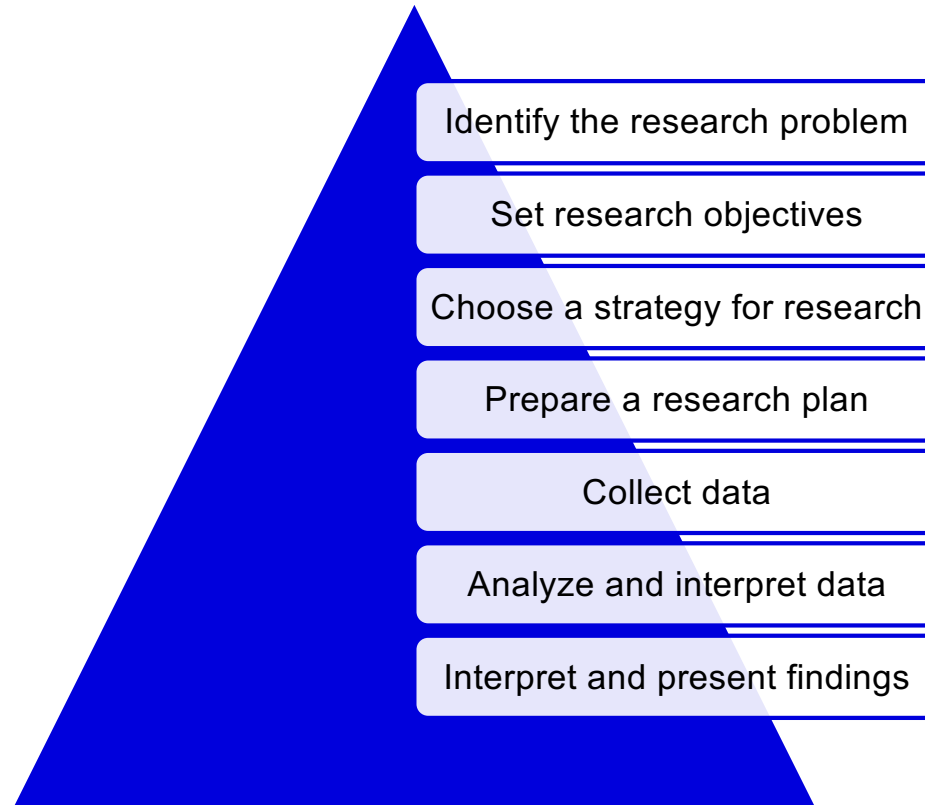 Identify the research problem
Set research objectives
Choose a strategy for research
Prepare a research plan
Collect data
Analyze and interpret data
Interpret and present findings